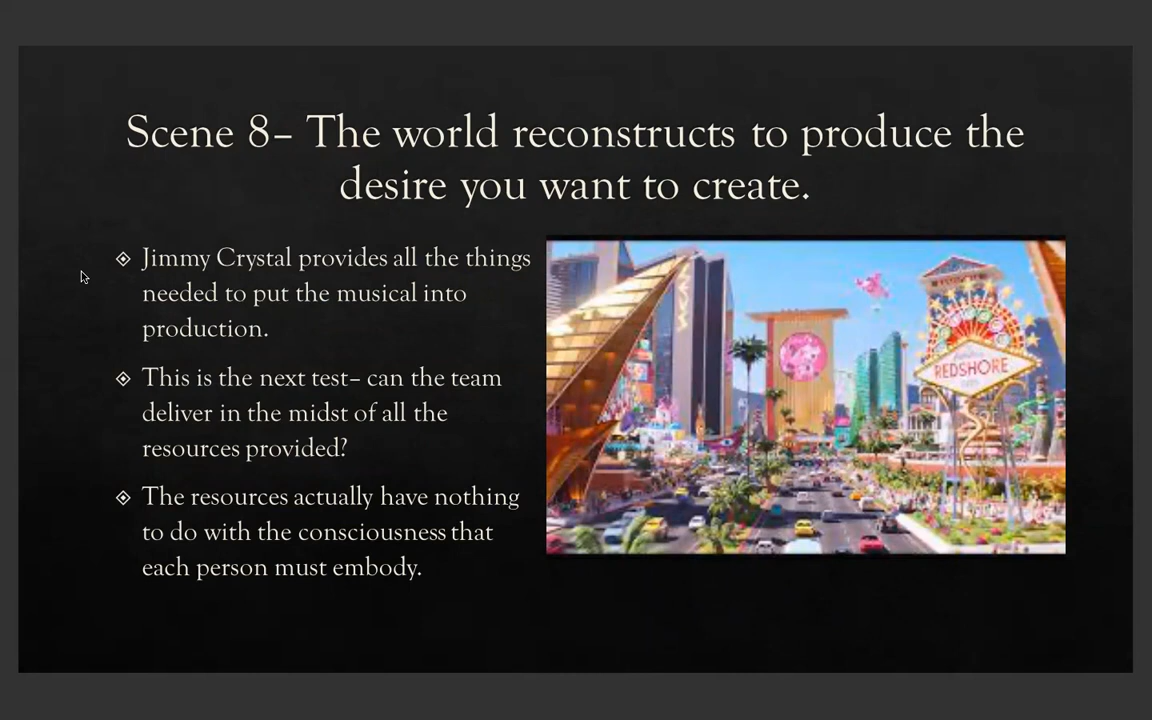 Scene 8– The world reconstructs to produce the
desire you want to create.
Jimmy Crystal provides all the things
needed to put the musical into
production.
This is the next test– can the team
deliver in the midst of all the
resources provided?
The resources actually have nothing
to do with the consciousness that
each person must embody.
REDSHORE